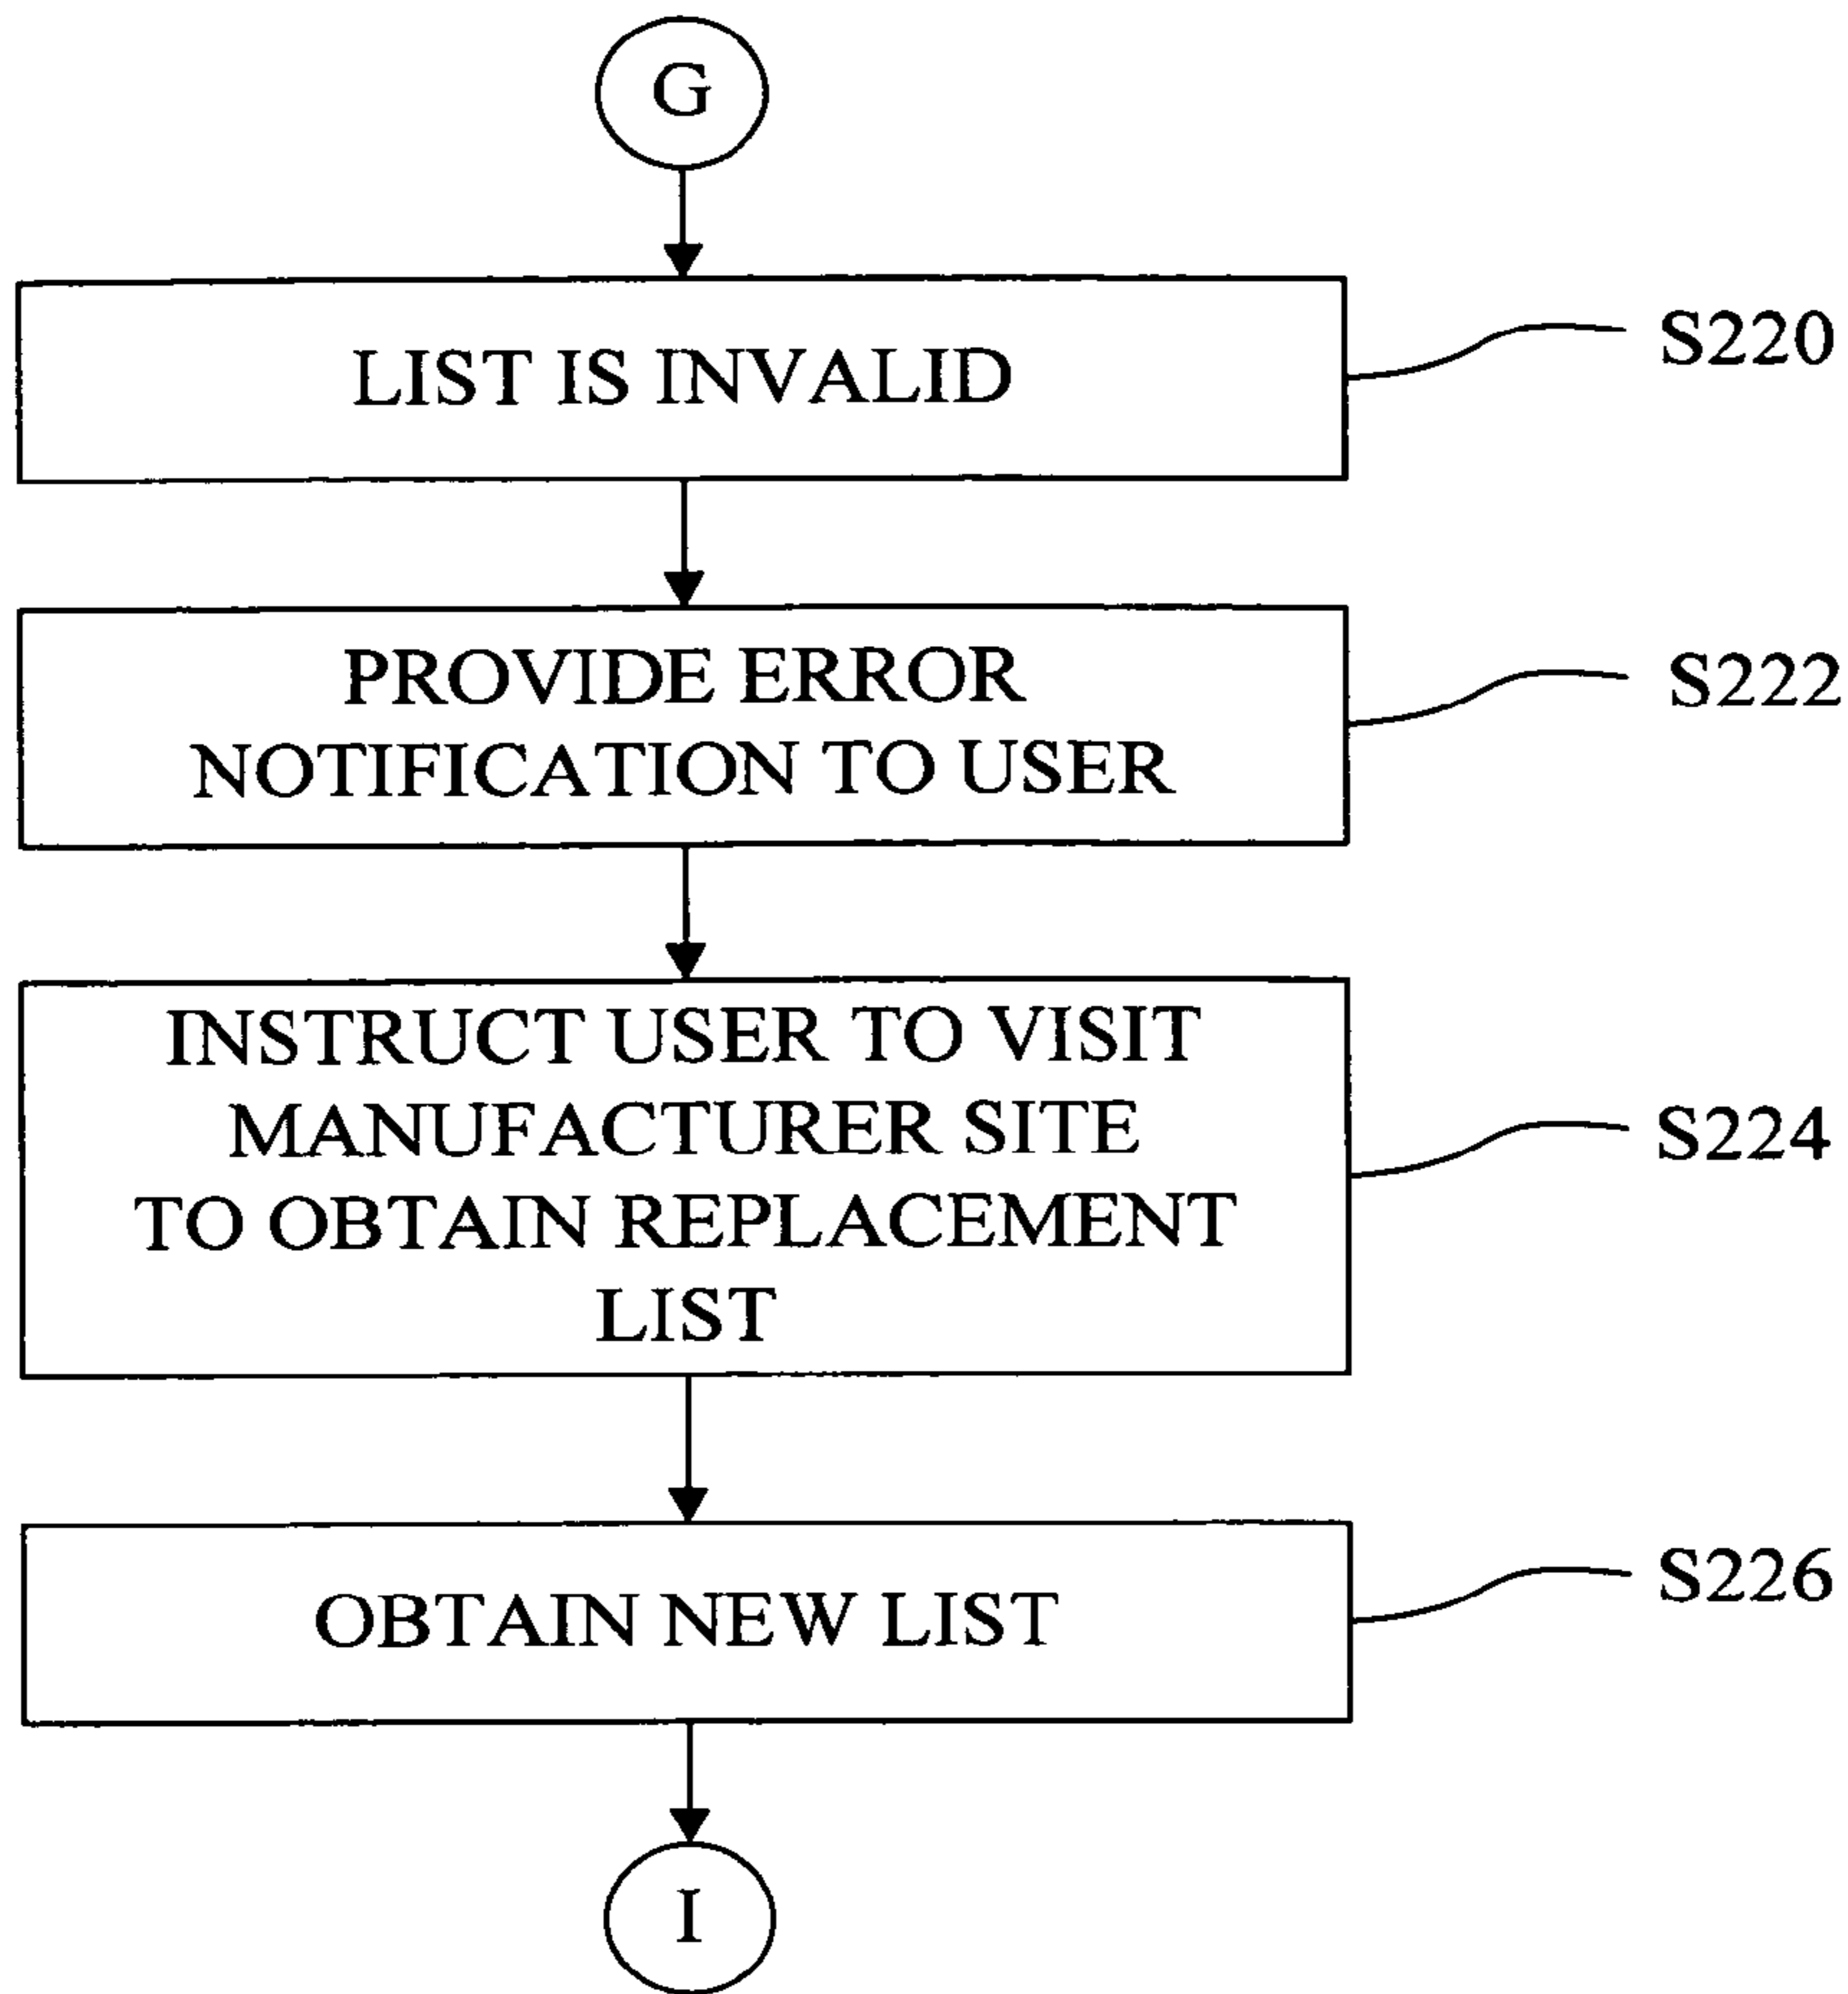 G
LIST IS INVALID
S220
PROVIDE ERROR
NOTIFICATION TO USER
S222
INSTRUCT USER TO VISIT
MANUFACTURER SITE
TO OBTAIN REPLACEMENT
LIST
S224
OBTAIN NEW LIST
S226
I